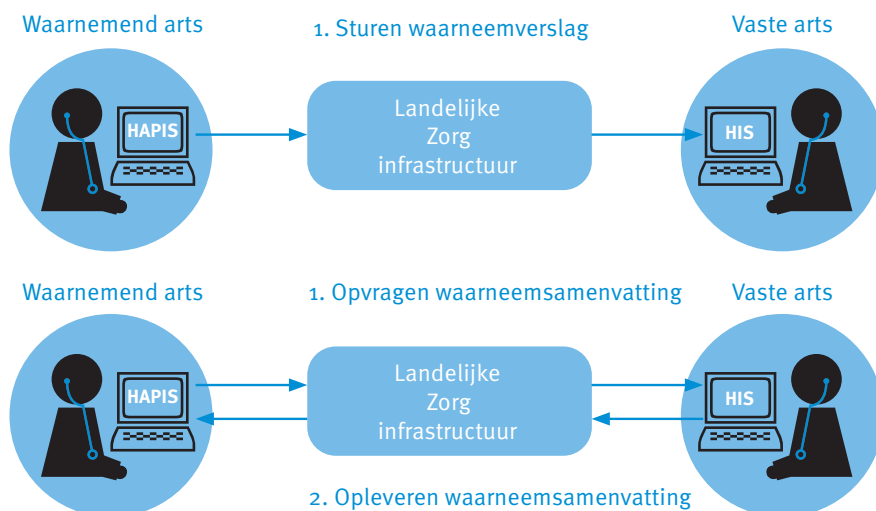 Waarnemend arts
1. Sturen waarneemverslag
Vaste arts
HAPIS
Landelijke
Zorg
infrastructuur
HIS
Waarnemend arts
1. Opvragen waarneemsamenvatting
Vaste arts
HAPIS
Landelijke
Zorg
infrastructuur
HIS
2. Opleveren waarneemsamenvatting